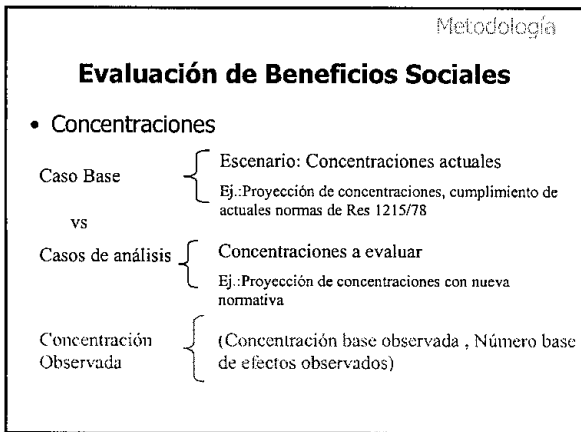 Metodología
Evaluación de Beneficios Sociales
• Concentraciones
Caso Base
Escenario: Concentraciones actuales
Ej.:Proyección de concentraciones, cumplimiento de
actuales normas de Res 1215/78
vs
Casos de análisis
Concentraciones a evaluar
Ej.:Proyección de concentraciones con nueva
normativa
Concentración
Observada
(Concentración base observada , Número base
de efectos observados)